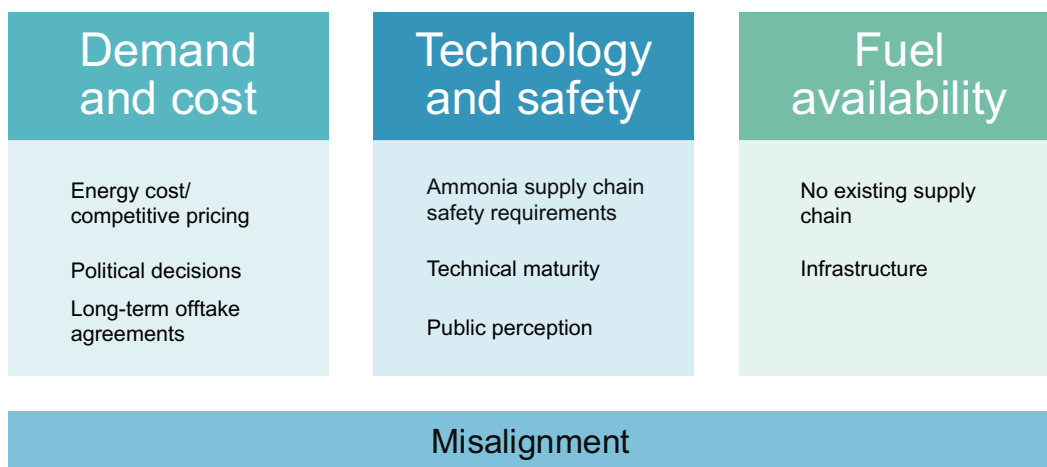 Demand
and cost
Energy cost/
competitive pricing
Political decisions
Long-term offtake
agreements
Technology
and safety
Ammonia supply chain
safety requirements
Technical maturity
Public perception
Fuel
availability
No existing supply
chain
Infrastructure
Misalignment